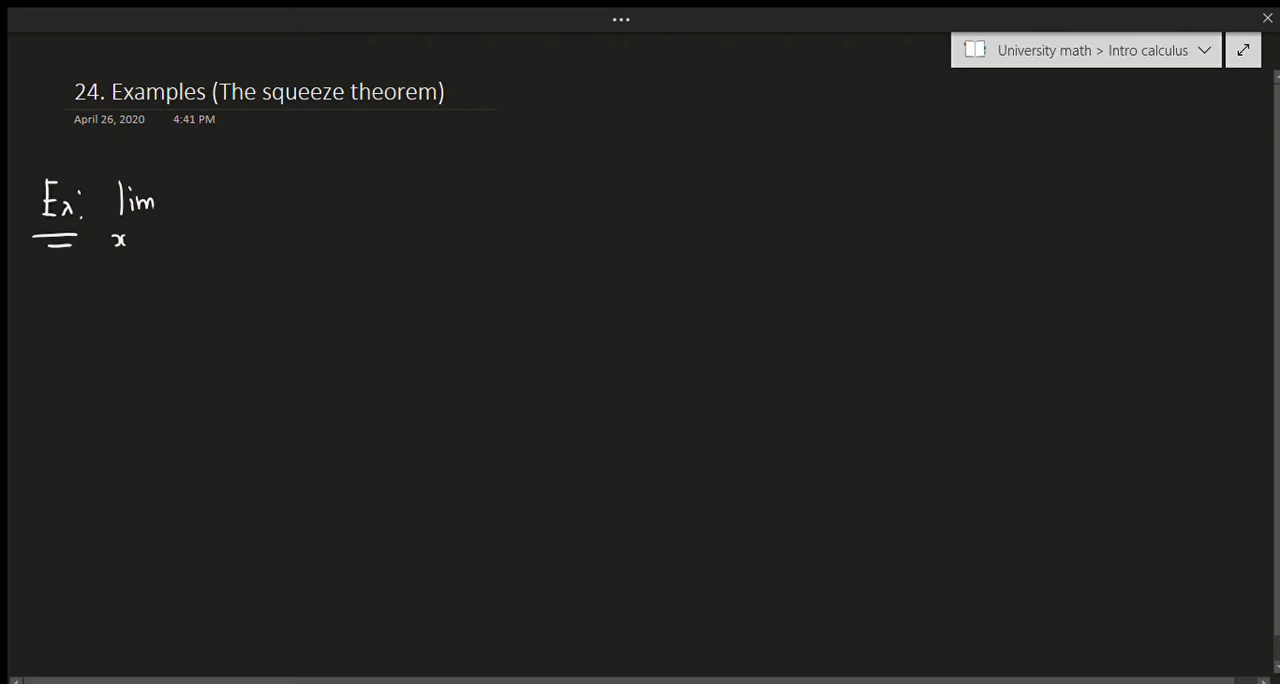 University math > Intro calculus
24. Examples (The squeeze theorem)
April 26, 2020 4:41 PM
Ex: lim
x